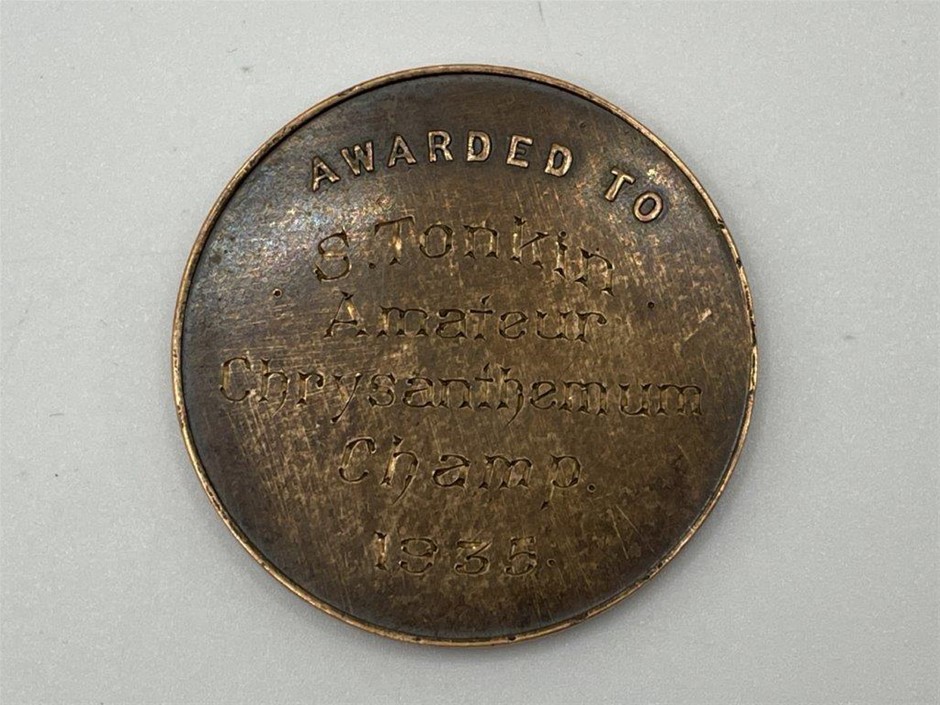 AWARDED TO
S. Tonkin
Amateur
Chrysanthemum
Champ.
1935.